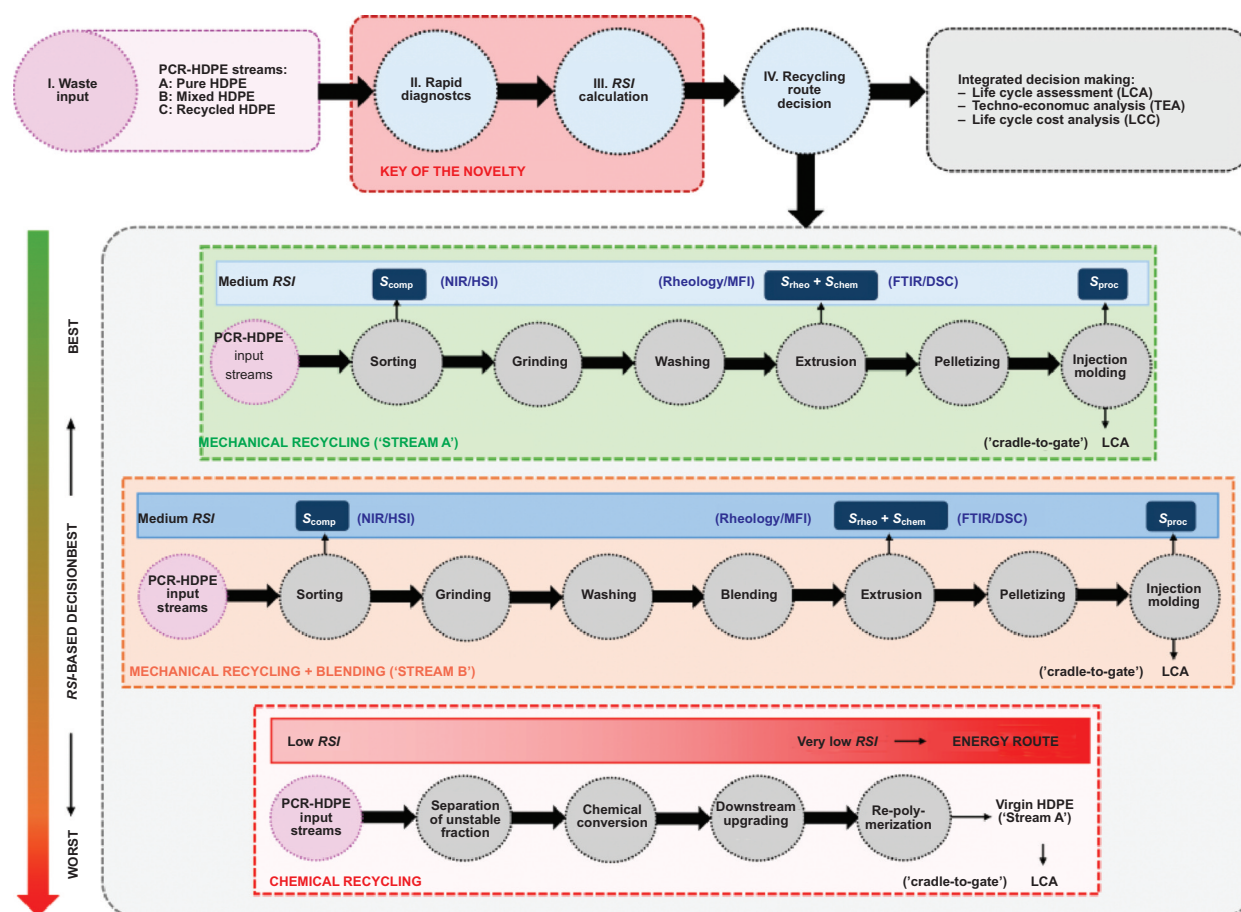 I. Waste
input
PCR-HDPE streams:
A: Pure HDPE
B: Mixed HDPE
C: Recycled HDPE
II. Rapid
diagnostcs
III. RSI
calculation
KEY OF THE NOVELTY
IV. Recycling
route
decision
Integrated decision making:
– Life cycle assessment (LCA)
– Techno-economuc analysis (TEA)
– Life cycle cost analysis (LCC)
BEST
RSI-BASED DECISIONBEST
WORST
Medium RSI
Scomp
(NIR/HSI)
(Rheology/MFI)
Srheo + Schem
(FTIR/DSC)
Sproc
PCR-HDPE
input
streams
Sorting
Grinding
Washing
Extrusion
Pelletizing
Injection
molding
MECHANICAL RECYCLING ('STREAM A')
('cradle-to-gate')
LCA
Medium RSI
Scomp
(NIR/HSI)
(Rheology/MFI)
Srheo + Schem
(FTIR/DSC)
Sproc
PCR-HDPE
input
streams
Sorting
Grinding
Washing
Blending
Extrusion
Pelletizing
Injection
molding
MECHANICAL RECYCLING + BLENDING ('STREAM B')
('cradle-to-gate')
LCA
Low RSI
Very low RSI
ENERGY ROUTE
PCR-HDPE
input
streams
Separation
of unstable
fraction
Chemical
conversion
Downstream
upgrading
Re-poly-
merization
Virgin HDPE
('Stream A')
CHEMICAL RECYCLING
('cradle-to-gate')
LCA